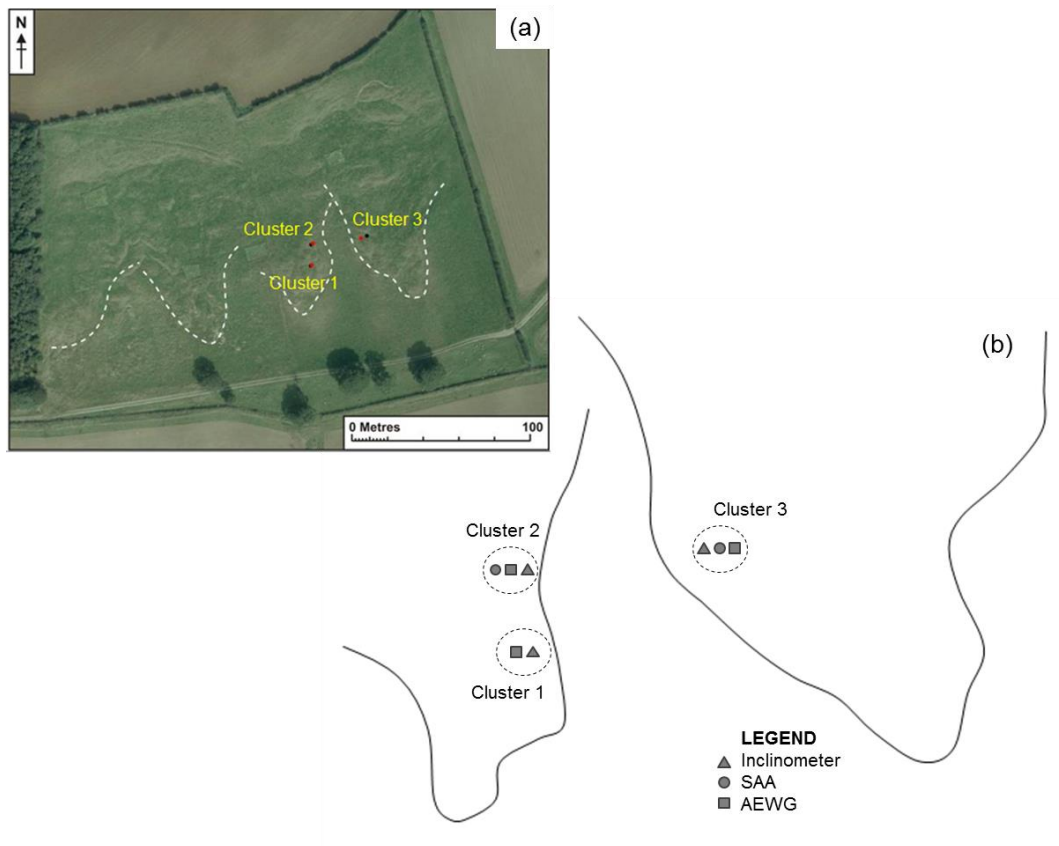 N
(a)
Cluster 2
Cluster 3
Cluster 1
0 Metres 100
(b)
Cluster 3
Cluster 2
Cluster 1
LEGEND
Inclinometer
SAA
AEWG